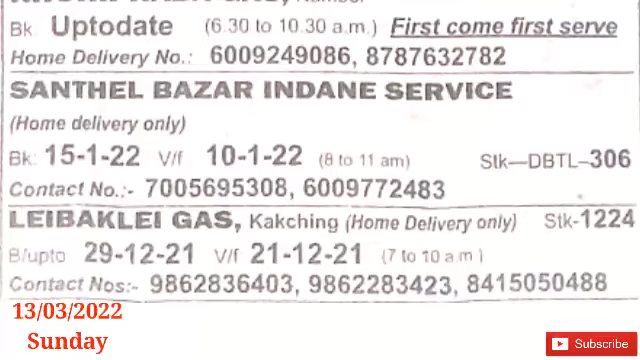 Bk. Uptodate (6.30 to 10.30 a.m.) First come first serve
Home Delivery No.: 6009249086, 8787632782
SANTHEL BAZAR INDANE SERVICE
(Home delivery only)
Bk: 15-1-22 V/f 10-1-22 (8 to 11 am) Stk—DBTL-306
Contact No.:- 7005695308, 6009772483
LEIBAKLEI GAS, Kakching (Home Delivery only) Stk-1224
B/upto 29-12-21 V/f 21-12-21 (7 to 10 a.m)
Contact Nos:- 9862836403, 9862283423, 8415050488
13/03/2022
Sunday
Subscribe